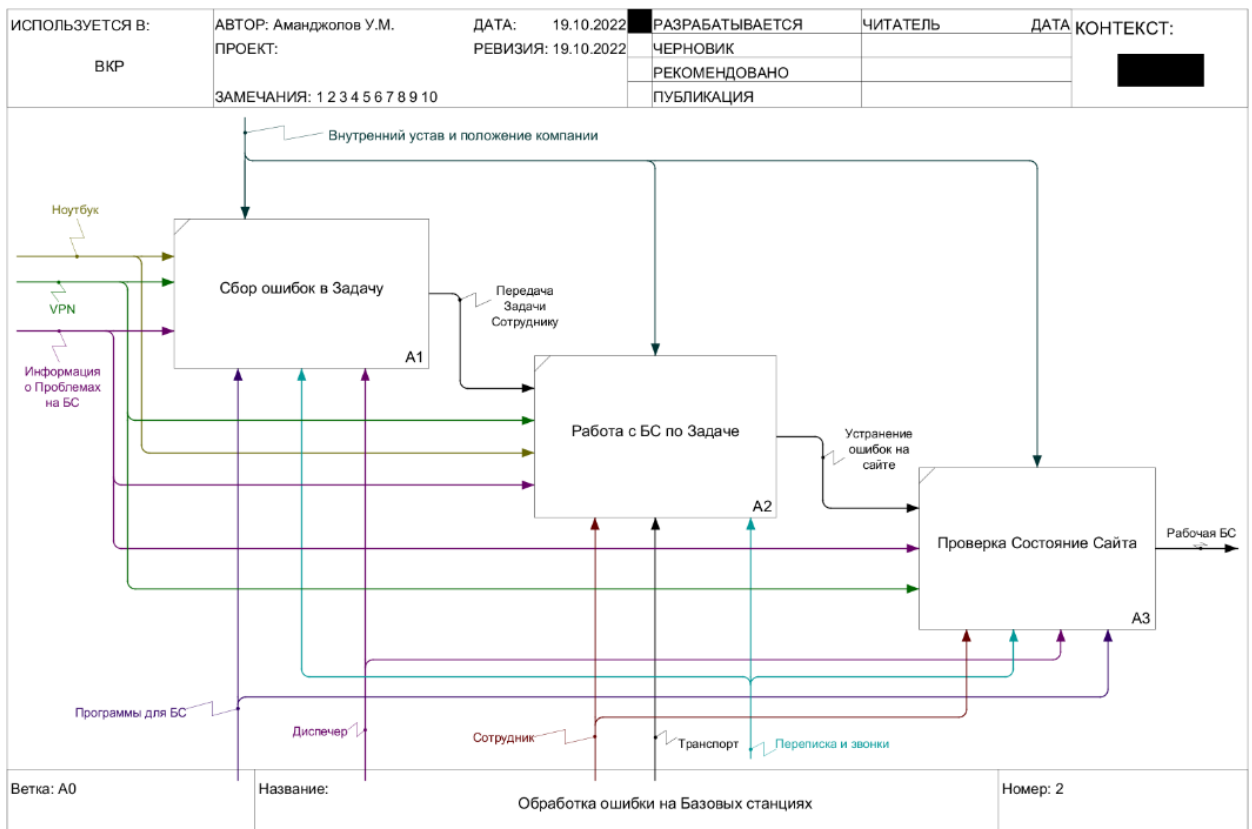 ИСПОЛЬЗУЕТСЯ В:
ВКР
АВТОР: Аманджолов У.М.
ДАТА: 19.10.2022
ПРОЕКТ:
РЕВИЗИЯ: 19.10.2022
ЗАМЕЧАНИЯ: 1 2 3 4 5 6 7 8 9 10
РАЗРАБАТЫВАЕТСЯ
ЧЕРНОВИК
РЕКОМЕНДОВАНО
ПУБЛИКАЦИЯ
ЧИТАТЕЛЬ
ДАТА
КОНТЕКСТ:
Внутренний устав и положение компании
Ноутбук
VPN
Информация
о Проблемах
на БС
Сбор ошибок в Задачу
A1
Передача
Задачи
Сотруднику
Работа с БС по Задаче
A2
Устранение
ошибок на
сайте
Проверка Состояние Сайта
A3
Рабочая БС
Программы для БС
Диспечер
Сотрудник
Транспорт
Переписка и звонки
Ветка: A0
Название:
Обработка ошибки на Базовых станциях
Номер: 2